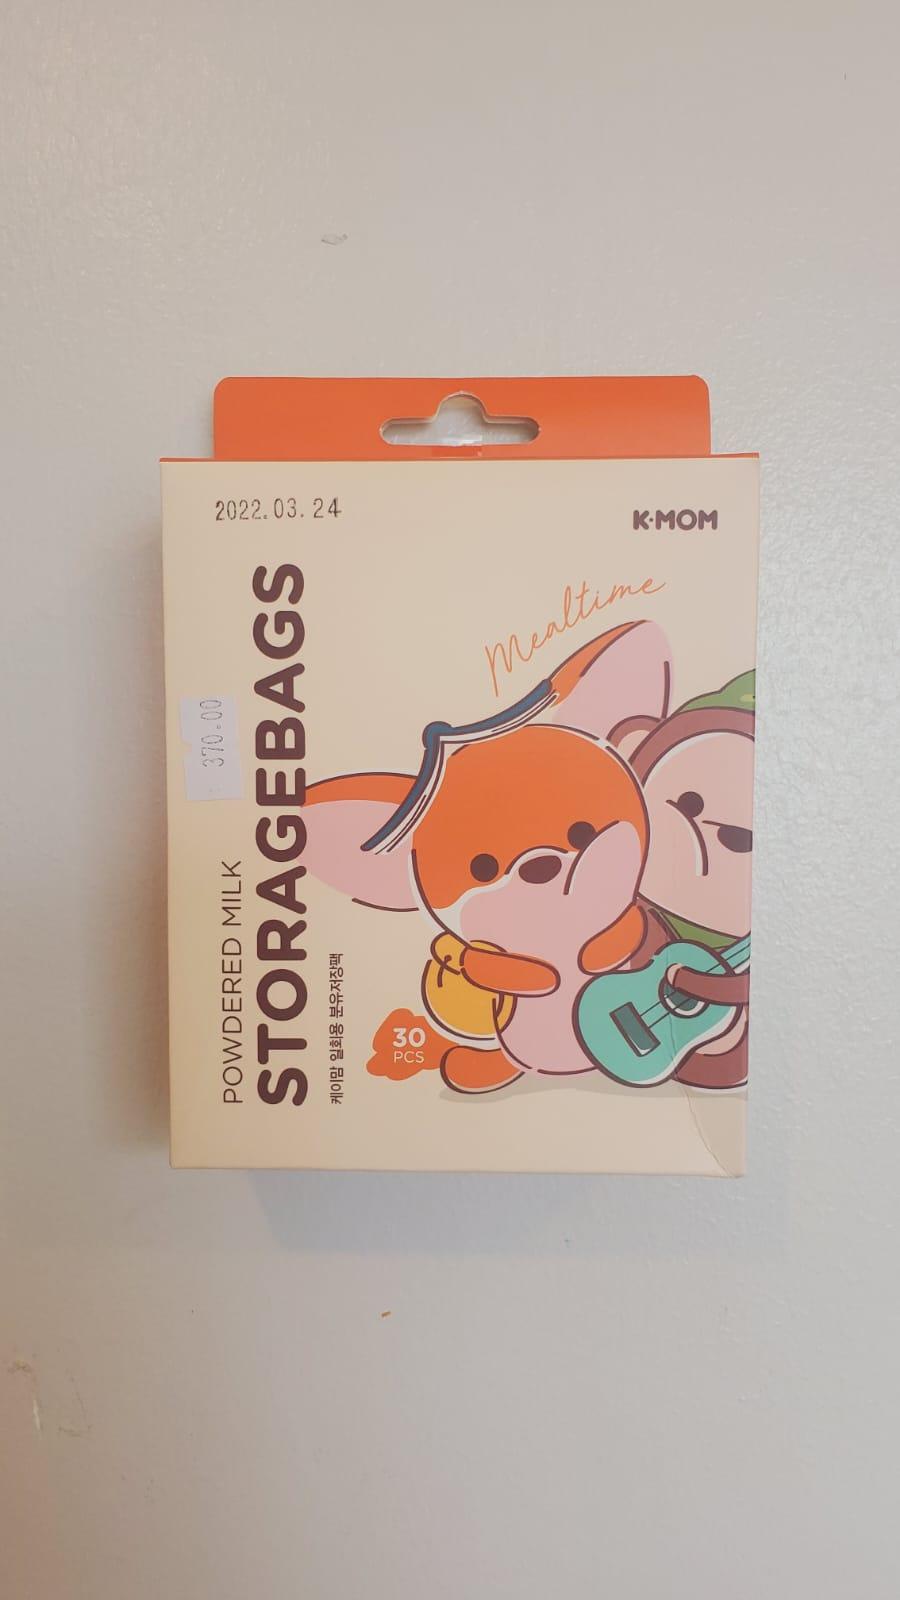 2022.03.24
K·MOM
Mealtime
370.00
POWDERED MILK
STORAGEBAGS
케이맘 일회용 분유저장팩
30
PCS